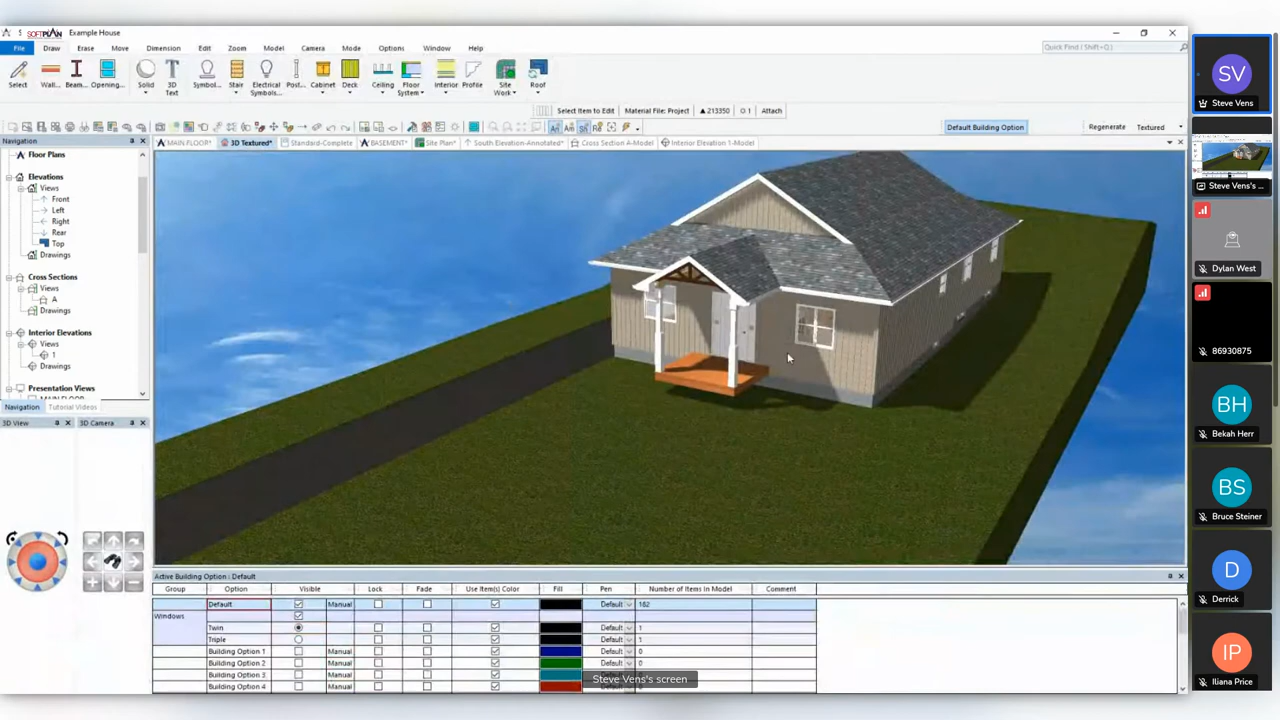 SOFTPLAN Example House
File Draw Erase Move Dimension Edit Zoom Model Camera Mode Options Window Help
Quick Find (Shift+Q)
Select Wall... Beam... Opening... Solid 3D Text Symbol... Stair Electrical Symbols... Post... Cabinet Deck Ceiling Floor System Interior Profile Site Work Roof
Select Item to Edit Material File: Project 213350 1 Attach
Default Building Option Regenerate Textured
Navigation
MAIN FLOOR* 3D Textured* Standard-Complete BASEMENT* Site Plan* South Elevation-Annotated* Cross Section A-Model Interior Elevation 1-Model
Floor Plans
Elevations
Views
Front
Left
Right
Rear
Top
Drawings
Cross Sections
Views
A
Drawings
Interior Elevations
Views
1
Drawings
Presentation Views
Navigation Tutorial Videos
3D View 3D Camera
Active Building Option : Default
Group Option Visible Lock Fade Use Item(s) Color Fill Pen Number of Items in Model Comment
Default Manual Default 182
Windows
Twin Default 1
Triple Default 1
Building Option 1 Manual Default 0
Building Option 2 Manual Default 0
Building Option 3 Manual 0
Building Option 4 Manual 0
Steve Vens's screen
SV
Steve Vens
Steve Vens's ...
Dylan West
86930875
BH
Bekah Herr
BS
Bruce Steiner
D
Derrick
IP
Iliana Price